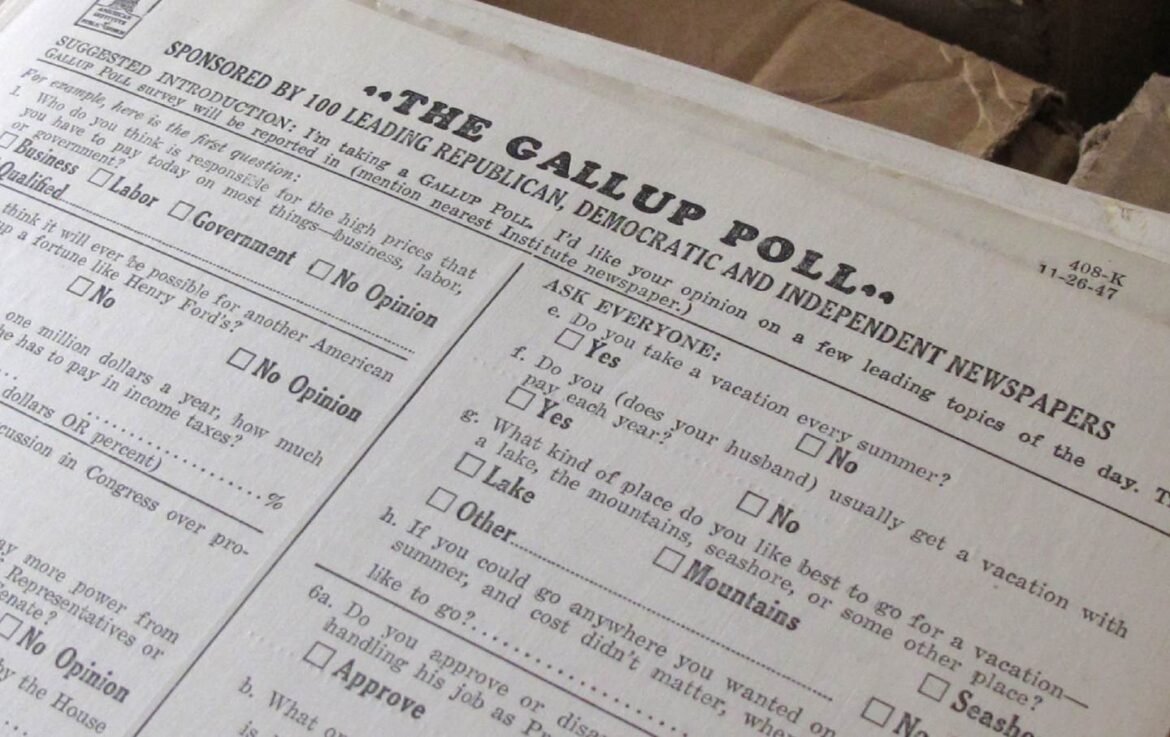 AMERICAN
INSTITUTE
PUBLIC OPINION
..THE GALLUP POLL..
408-K
11-26-47
SPONSORED BY 100 LEADING REPUBLICAN, DEMOCRATIC AND INDEPENDENT NEWSPAPERS
SUGGESTED INTRODUCTION: I'm taking a GALLUP POLL. I'd like your opinion on a few leading topics of the day.
GALLUP POLL survey will be reported in (mention nearest Institute newspaper.)
For example, here is the first question:
1. Who do you think is responsible for the high prices that
you have to pay today on most things—business, labor,
or government?
Business Labor Government No Opinion
Qualified
think it will ever be possible for another American
up a fortune like Henry Ford's?
No No Opinion
one million dollars a year, how much
he has to pay in income taxes?
%
dollars OR percent)
cussion in Congress over pro-
more power from
Representatives or
No Opinion
by the House
ASK EVERYONE:
e. Do you take a vacation every summer?
Yes No
f. Do you (does your husband) usually get a vacation with
pay each year?
Yes No
g. What kind of place do you like best to go for a vacation—
a lake, the mountains, seashore, or some other place?
Lake Mountains Seasho
Other No
h. If you could go anywhere you wanted on
summer, and cost didn't matter, whe
like to go?
6a. Do you approve or disa
handling his job as Pr
Approve
b. What
is